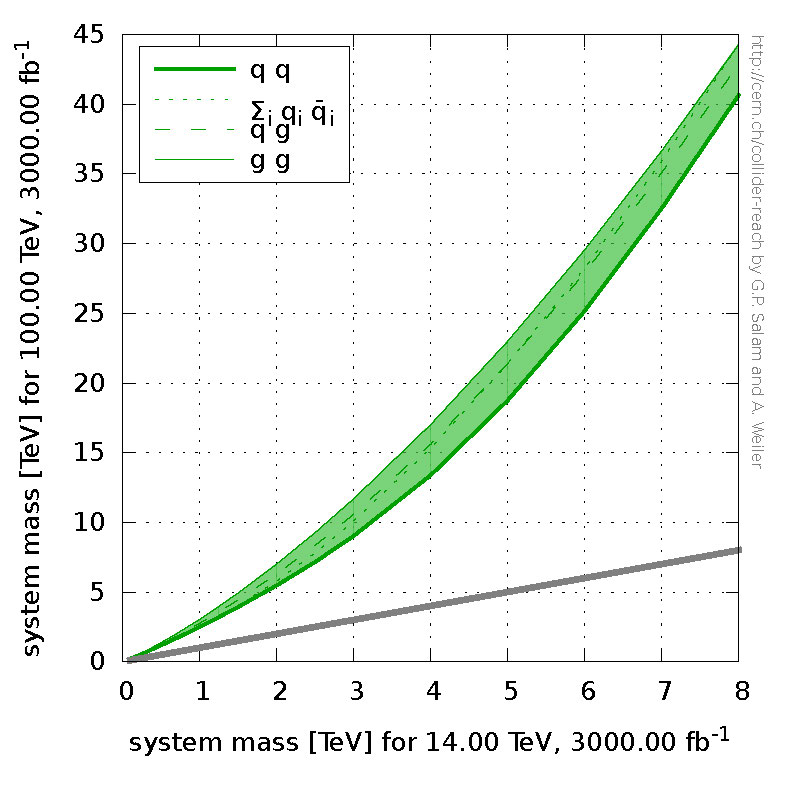 45
40
35
30
25
20
15
10
5
0
system mass [TeV] for 100.00 TeV, 3000.00 fb⁻¹
q q
Σᵢ qᵢ q̄ᵢ
q g
g g
0 1 2 3 4 5 6 7 8
system mass [TeV] for 14.00 TeV, 3000.00 fb⁻¹
http://cern.ch/collider-reach by G.P. Salam and A. Weiler